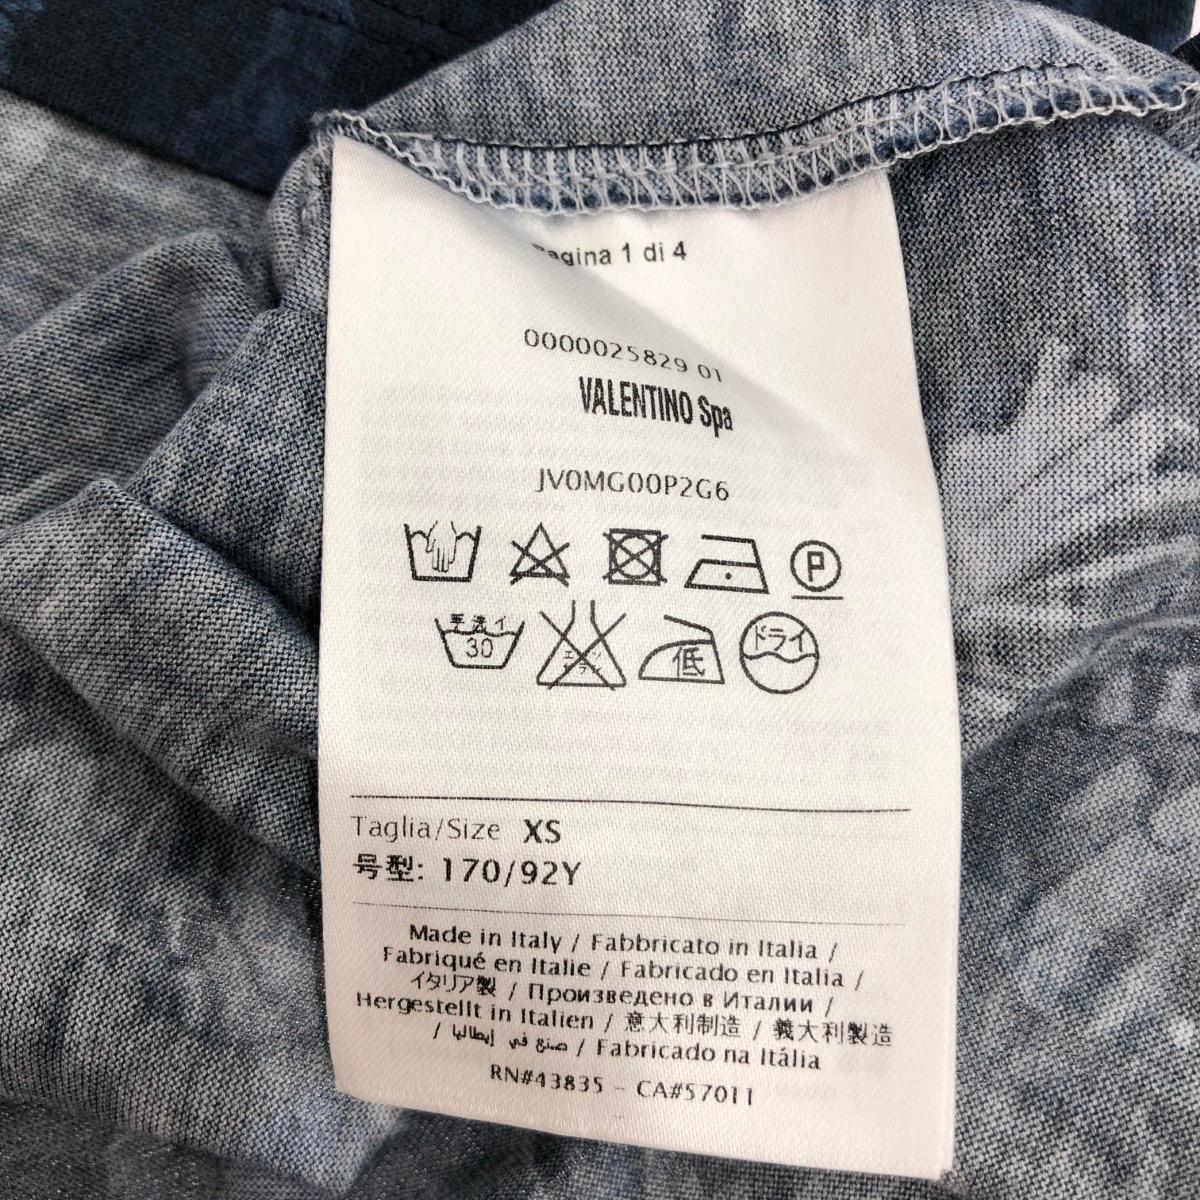 Pagina 1 di 4
0000025829 01
VALENTINO Spa
JV0MG00P2G6
P
手洗イ
30
低
ドライ
Taglia/Size XS
号型: 170/92Y
Made in Italy / Fabbricato in Italia /
Fabriqué en Italie / Fabricado en Italia /
イタリア製 / Произведено в Италии /
Hergestellt in Italien / 意大利制造 / 義大利製造
/ صنع في إيطاليا / Fabricado na Itália
RN#43835 - CA#57011